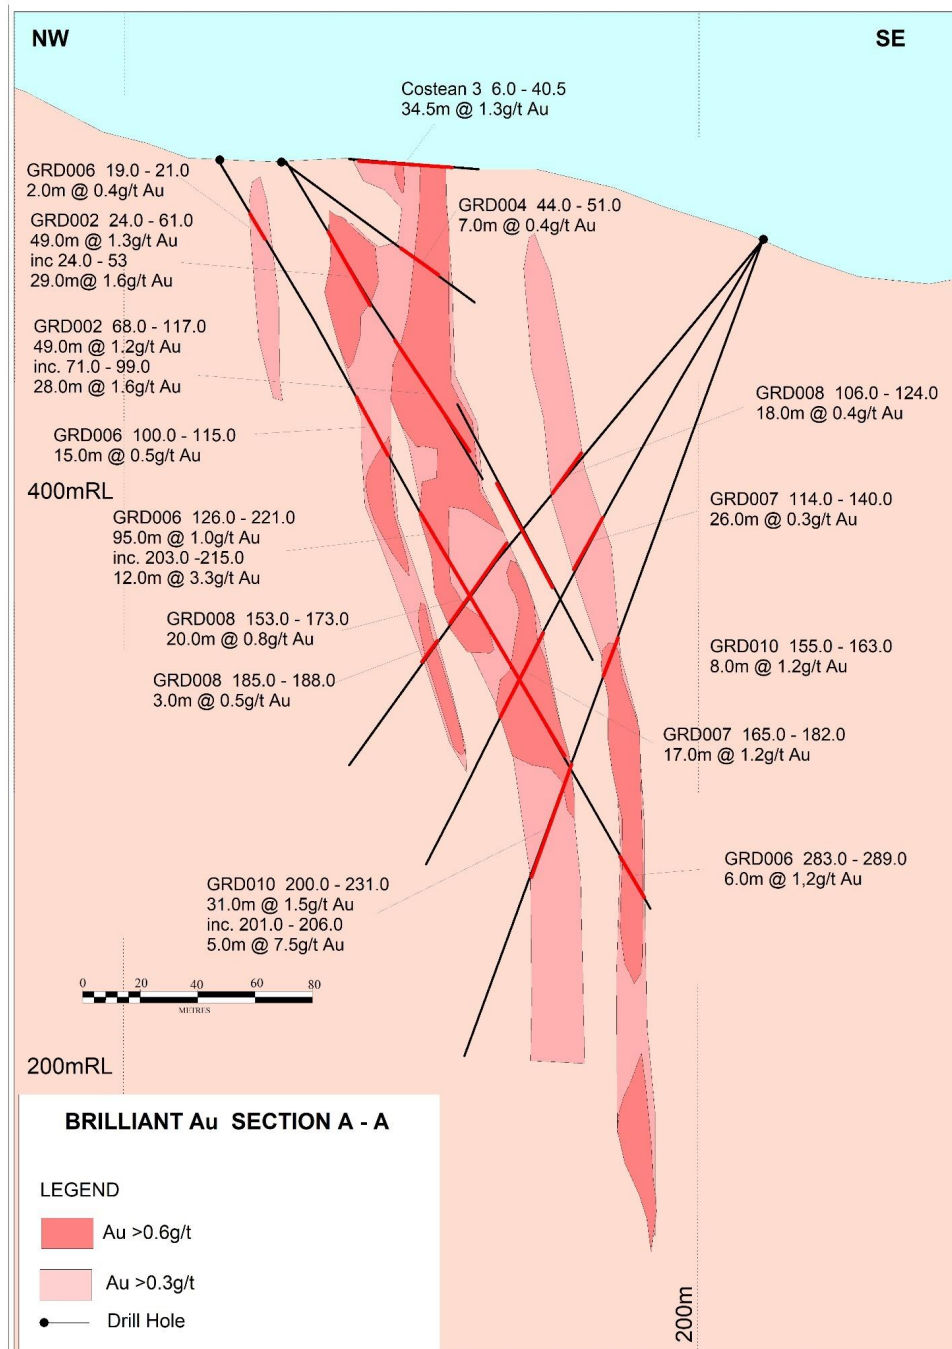 NW
SE
Costean 3 6.0 - 40.5
34.5m @ 1.3g/t Au
GRD006 19.0 - 21.0
2.0m @ 0.4g/t Au
GRD002 24.0 - 61.0
49.0m @ 1.3g/t Au
inc 24.0 - 53
29.0m@ 1.6g/t Au
GRD004 44.0 - 51.0
7.0m @ 0.4g/t Au
GRD002 68.0 - 117.0
49.0m @ 1.2g/t Au
inc. 71.0 - 99.0
28.0m @ 1.6g/t Au
GRD008 106.0 - 124.0
18.0m @ 0.4g/t Au
GRD006 100.0 - 115.0
15.0m @ 0.5g/t Au
400mRL
GRD007 114.0 - 140.0
26.0m @ 0.3g/t Au
GRD006 126.0 - 221.0
95.0m @ 1.0g/t Au
inc. 203.0 -215.0
12.0m @ 3.3g/t Au
GRD008 153.0 - 173.0
20.0m @ 0.8g/t Au
GRD010 155.0 - 163.0
8.0m @ 1.2g/t Au
GRD008 185.0 - 188.0
3.0m @ 0.5g/t Au
GRD007 165.0 - 182.0
17.0m @ 1.2g/t Au
GRD006 283.0 - 289.0
6.0m @ 1,2g/t Au
GRD010 200.0 - 231.0
31.0m @ 1.5g/t Au
inc. 201.0 - 206.0
5.0m @ 7.5g/t Au
0 20 40 60 80
METRES
200mRL
BRILLIANT Au SECTION A - A
LEGEND
Au >0.6g/t
Au >0.3g/t
Drill Hole
200m